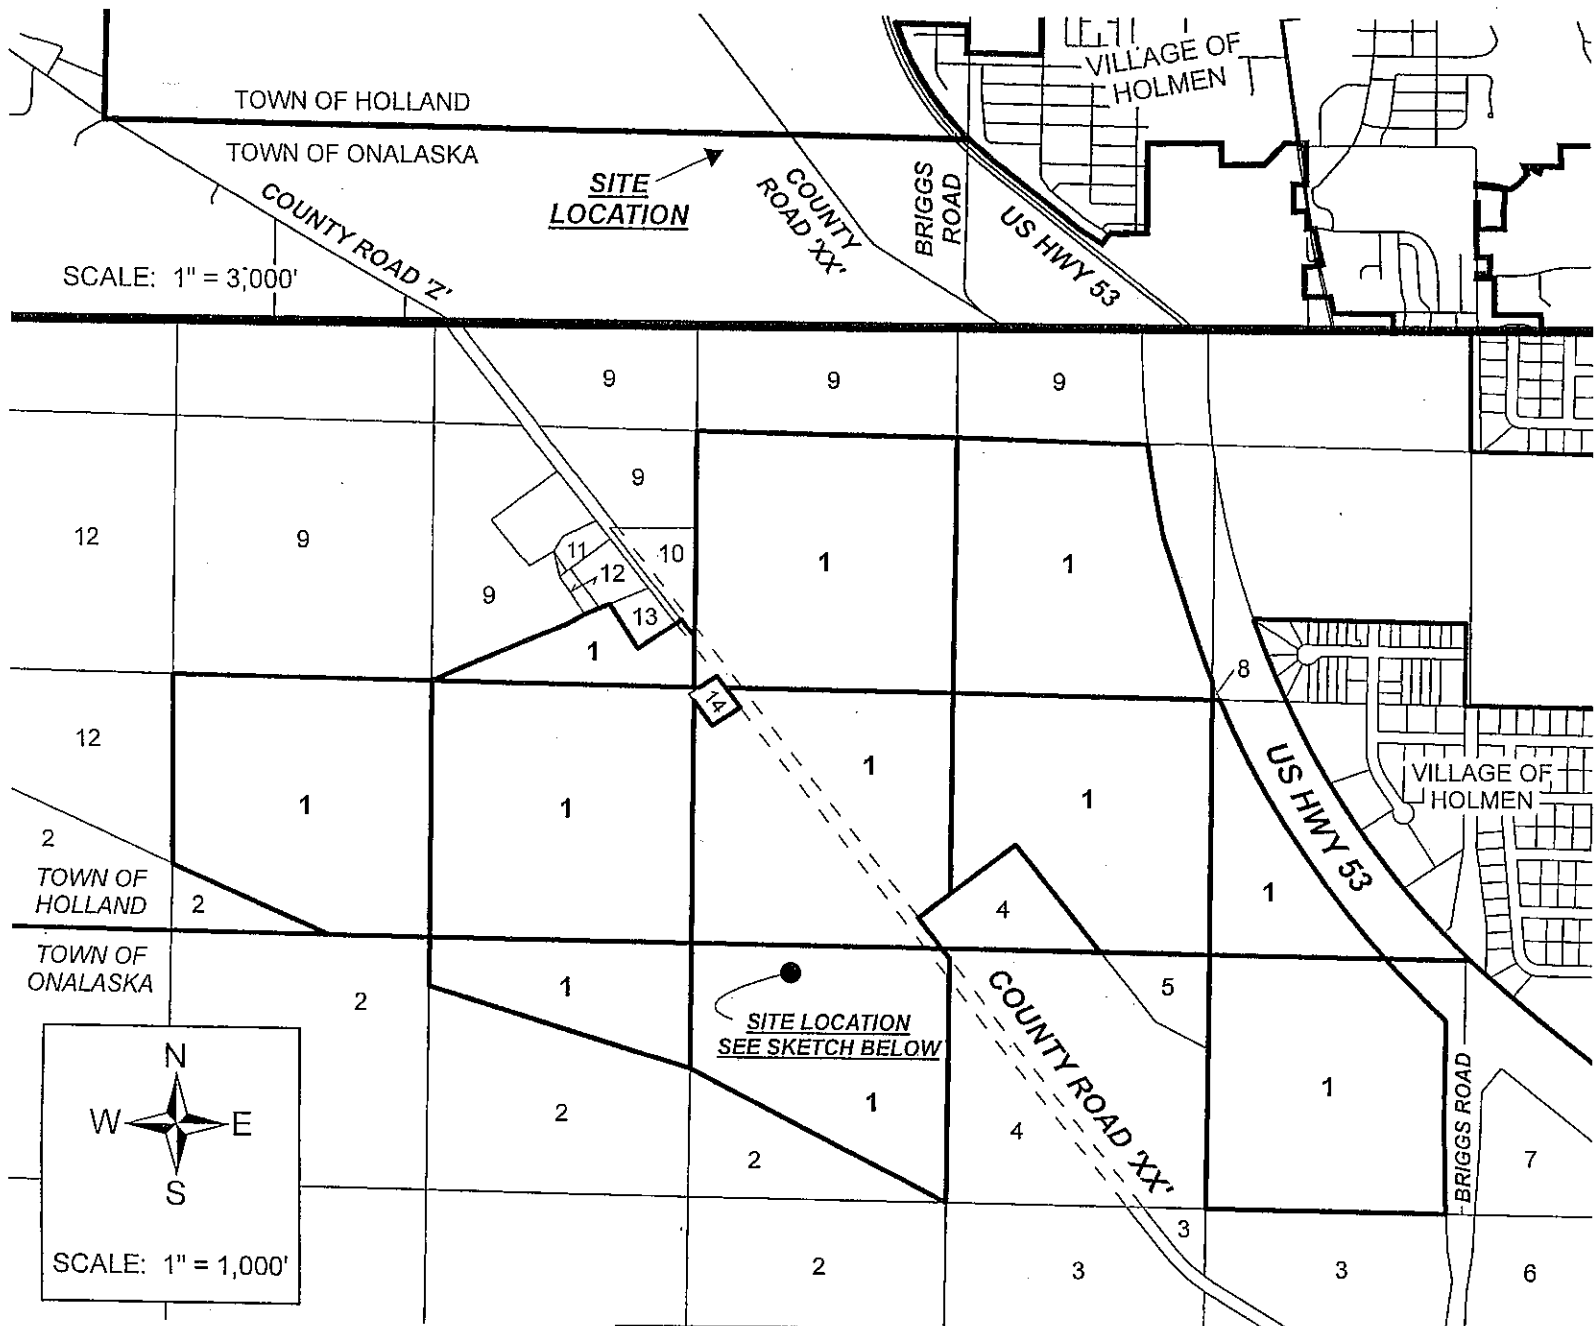 VILLAGE OF
HOLMEN
TOWN OF HOLLAND
TOWN OF ONALASKA
SITE
LOCATION
COUNTY
ROAD 'XX'
BRIGGS
ROAD
US HWY 53
COUNTY ROAD 'Z'
SCALE: 1" = 3,000'
9
9
9
9
12
9
11
10
12
9
13
1
1
1
8
14
12
1
1
1
1
US HWY 53
VILLAGE OF
HOLMEN
2
TOWN OF
HOLLAND
2
4
1
TOWN OF
ONALASKA
2
1
5
SITE LOCATION
SEE SKETCH BELOW
COUNTY ROAD 'XX'
N
W
E
S
SCALE: 1" = 1,000'
2
1
4
1
2
BRIGGS ROAD
7
3
2
3
3
6